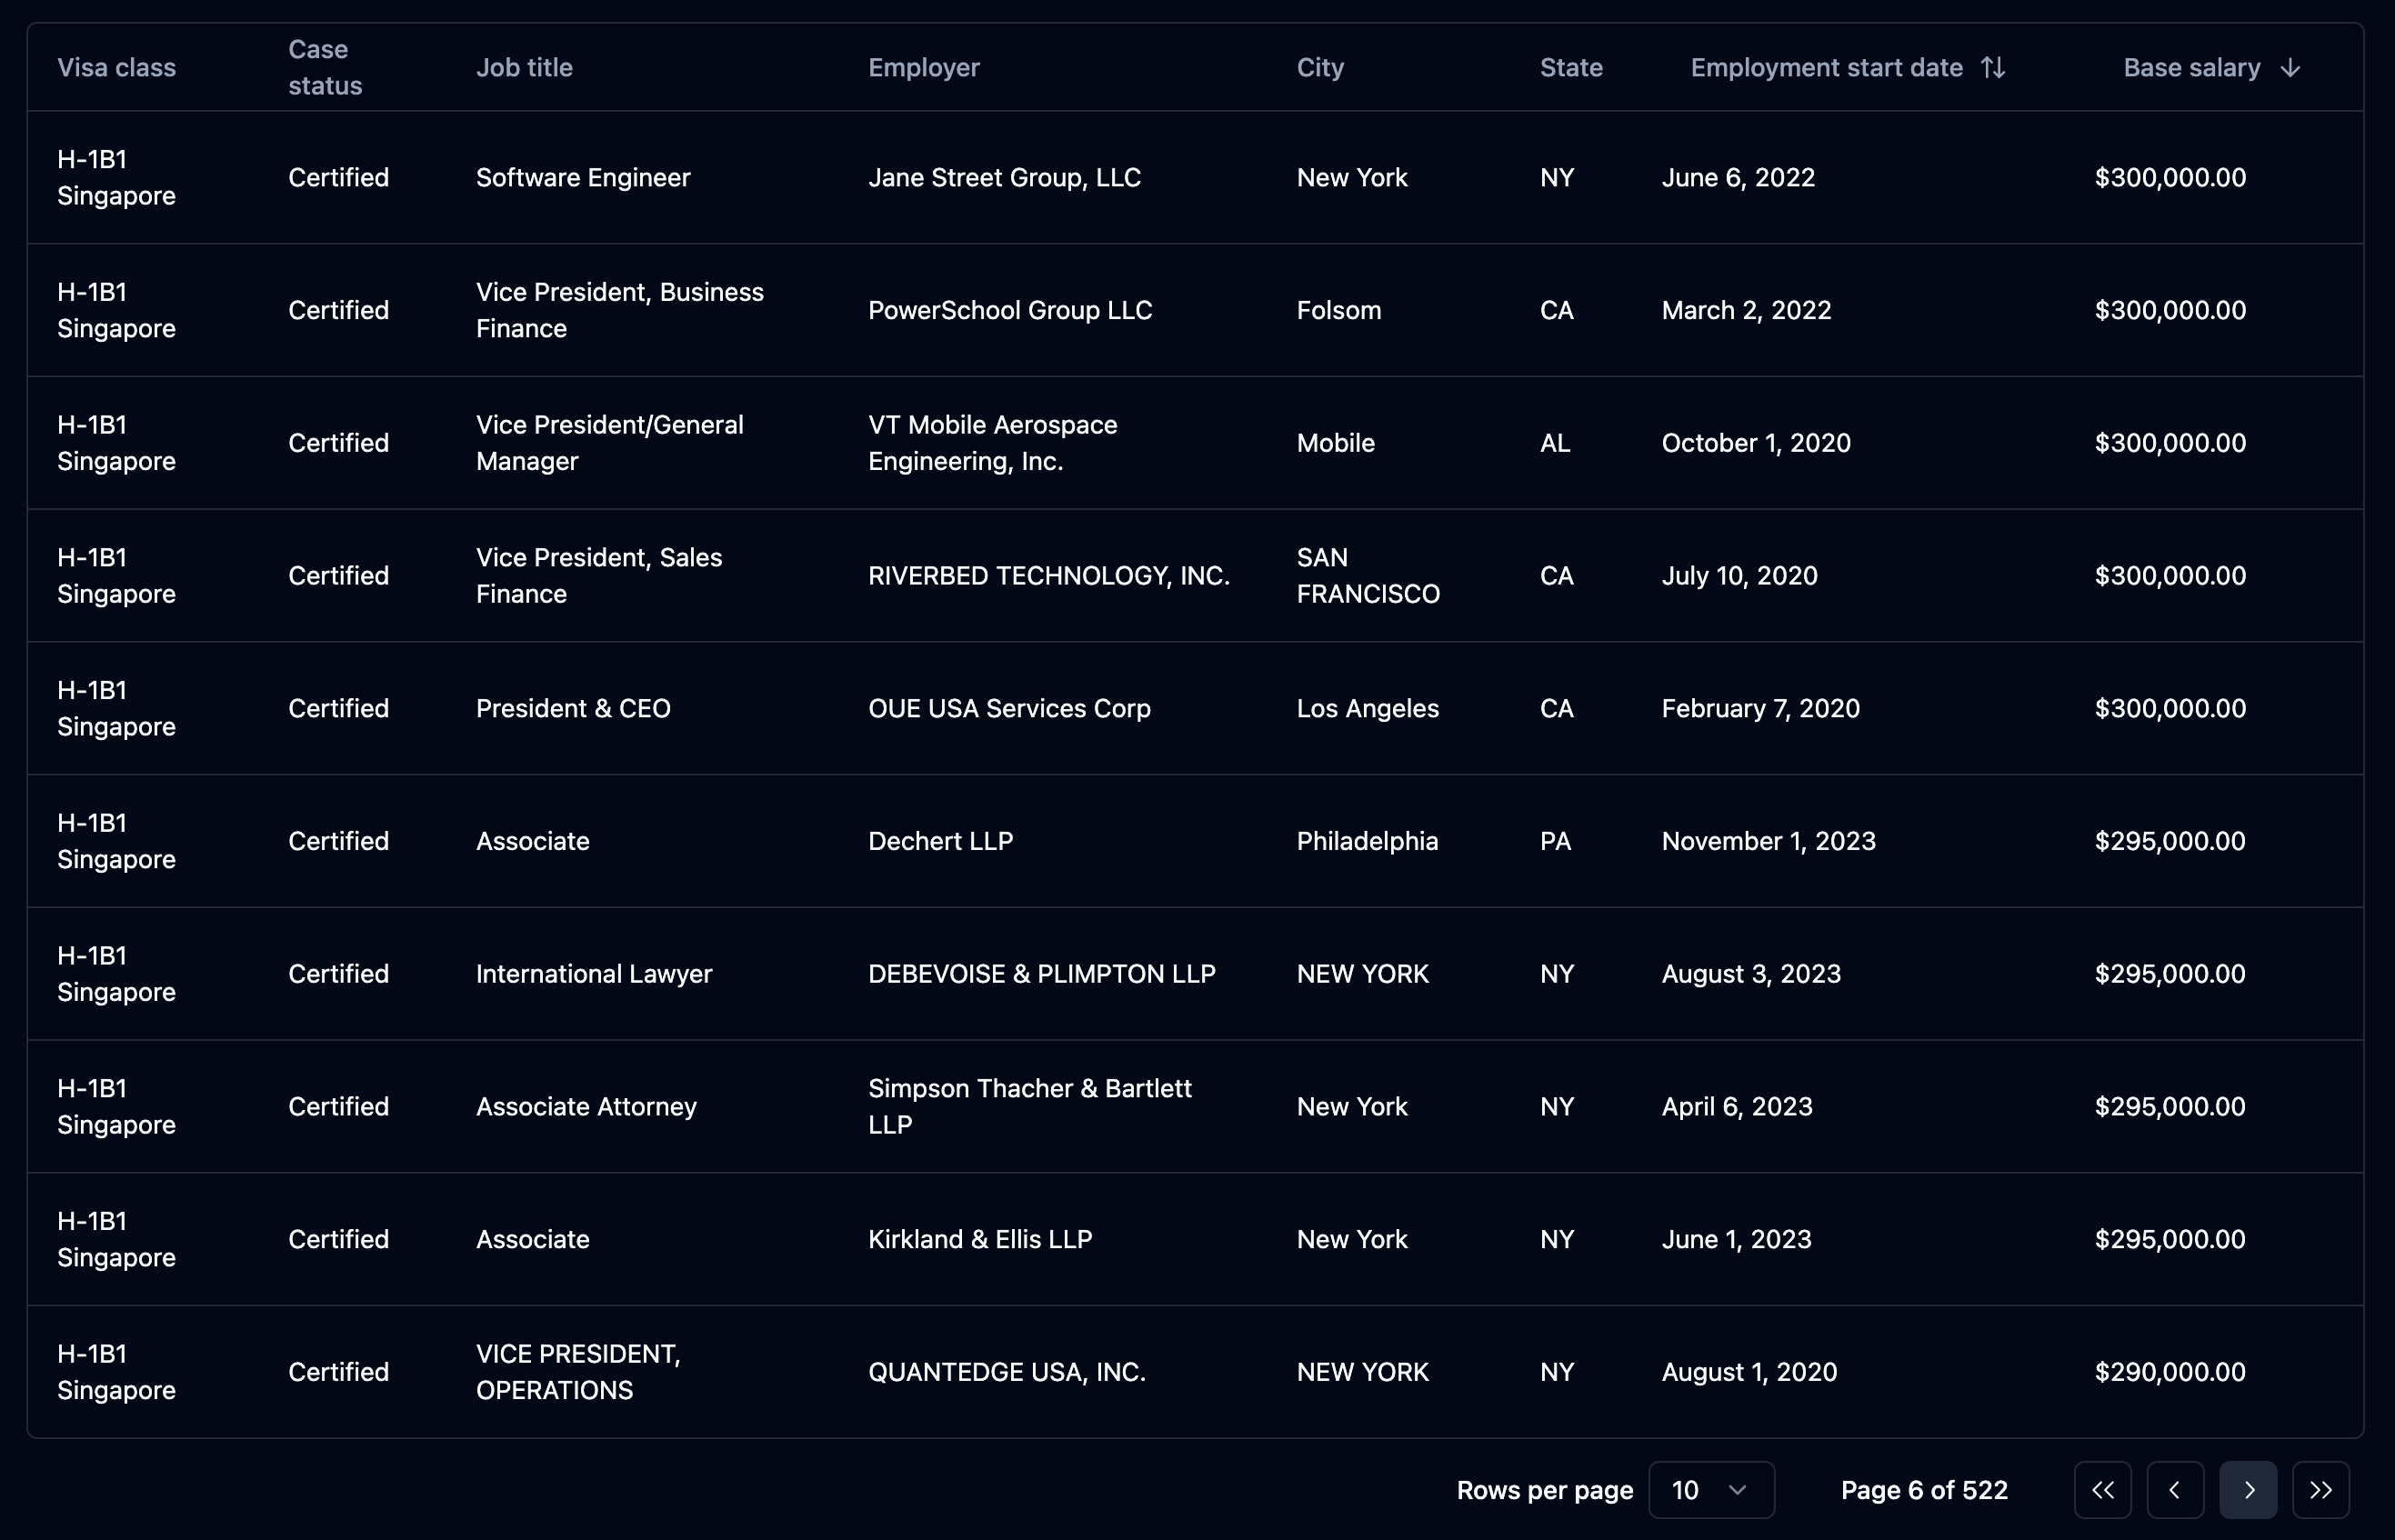 Visa class Case status Job title Employer City State Employment start date Base salary
H-1B1 Singapore Certified Software Engineer Jane Street Group, LLC New York NY June 6, 2022 $300,000.00
H-1B1 Singapore Certified Vice President, Business Finance PowerSchool Group LLC Folsom CA March 2, 2022 $300,000.00
H-1B1 Singapore Certified Vice President/General Manager VT Mobile Aerospace Engineering, Inc. Mobile AL October 1, 2020 $300,000.00
H-1B1 Singapore Certified Vice President, Sales Finance RIVERBED TECHNOLOGY, INC. SAN FRANCISCO CA July 10, 2020 $300,000.00
H-1B1 Singapore Certified President & CEO OUE USA Services Corp Los Angeles CA February 7, 2020 $300,000.00
H-1B1 Singapore Certified Associate Dechert LLP Philadelphia PA November 1, 2023 $295,000.00
H-1B1 Singapore Certified International Lawyer DEBEVOISE & PLIMPTON LLP NEW YORK NY August 3, 2023 $295,000.00
H-1B1 Singapore Certified Associate Attorney Simpson Thacher & Bartlett LLP New York NY April 6, 2023 $295,000.00
H-1B1 Singapore Certified Associate Kirkland & Ellis LLP New York NY June 1, 2023 $295,000.00
H-1B1 Singapore Certified VICE PRESIDENT, OPERATIONS QUANTEDGE USA, INC. NEW YORK NY August 1, 2020 $290,000.00
Rows per page 10 Page 6 of 522